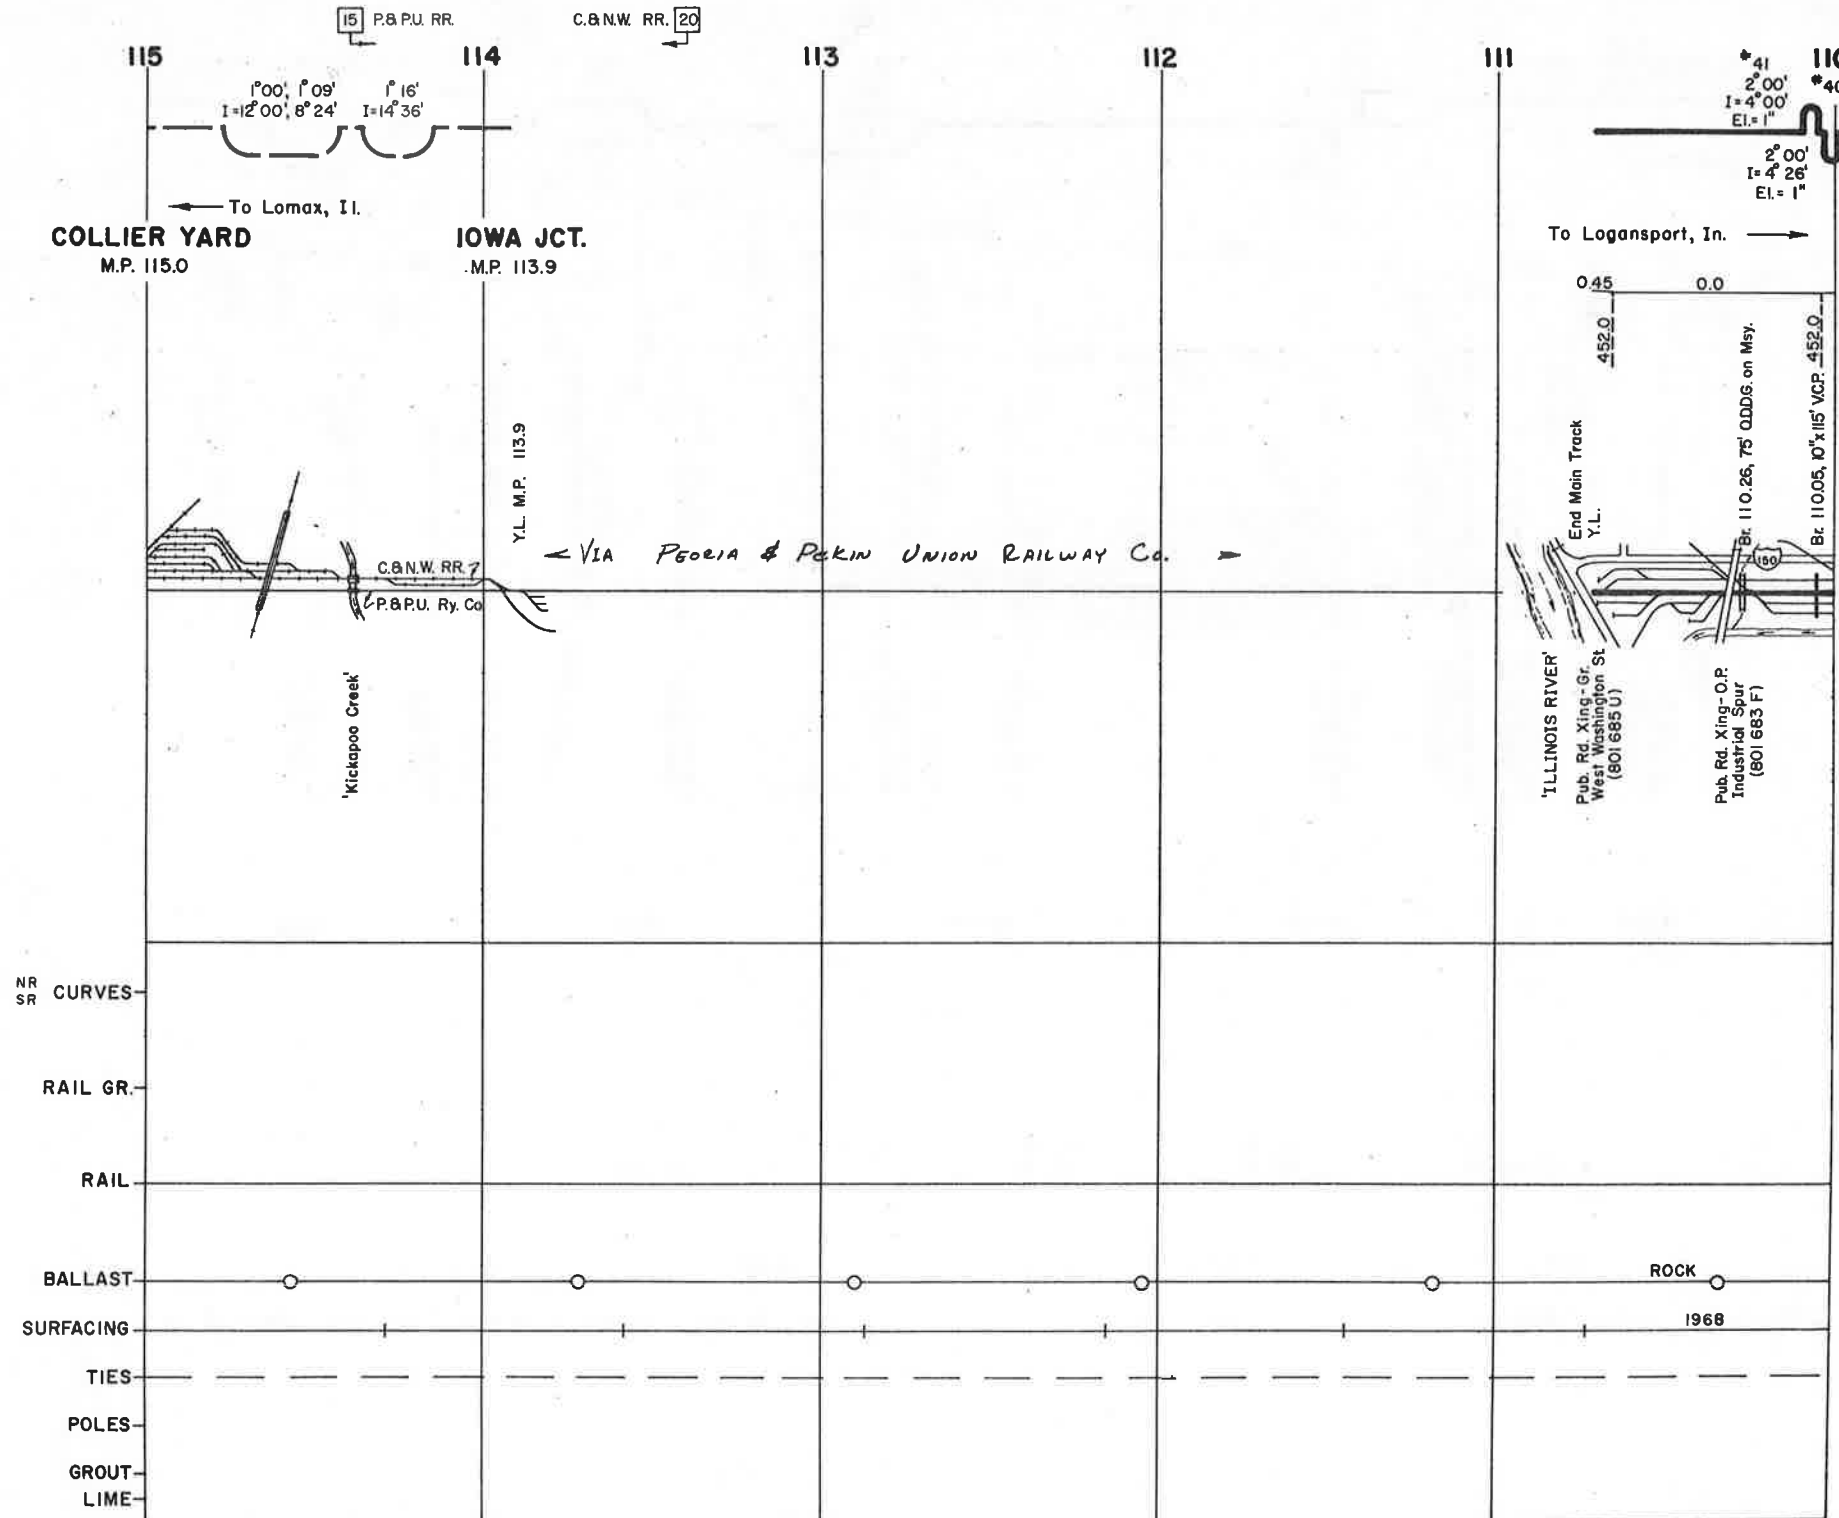 15 P.& P.U. RR.
C.& N.W. RR. 20
115
114
113
112
111
110
1°00', 1°09'
I=12°00', 8°24'
1°16'
I=14°36'
#41
2°00'
I=4°00'
El.= 1"
#40
2°00'
I=4°26'
El.= 1"
To Lomax, Il.
To Logansport, In.
COLLIER YARD
M.P. 115.0
IOWA JCT.
M.P. 113.9
0.45
0.0
452.0
452.0
Y.L. M.P. 113.9
End Main Track
Y.L.
Br. 110.26, 75' O.D.D.G. on Msy.
Br. 110.05, 10"x115' V.C.P.
VIA PEORIA & PEKIN UNION RAILWAY Co.
C.& N.W. RR.
P.& P.U. Ry. Co.
150
'Kickapoo Creek'
'ILLINOIS RIVER'
Pub. Rd. Xing-Gr.
West Washington St.
(801 685 U)
Pub. Rd. Xing-O.P.
Industrial Spur
(801 683 F)
NR
SR
CURVES
RAIL GR.
RAIL
BALLAST
ROCK
SURFACING
1968
TIES
POLES
GROUT
LIME